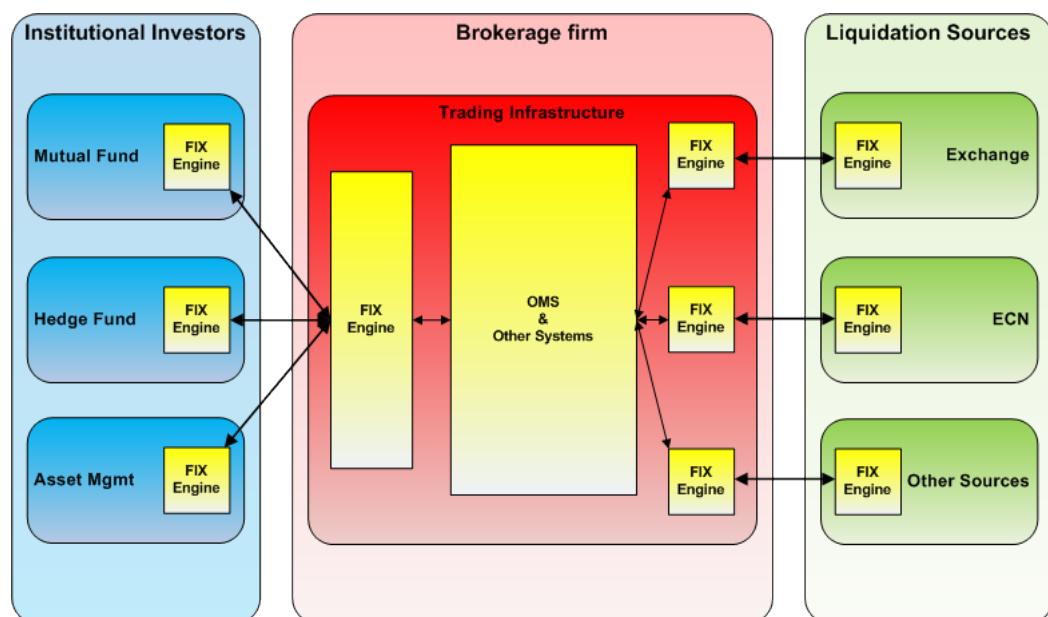 Institutional Investors
Mutual Fund
FIX
Engine
Hedge Fund
FIX
Engine
Asset Mgmt
FIX
Engine
Brokerage firm
Trading Infrastructure
FIX
Engine
OMS
&
Other Systems
FIX
Engine
FIX
Engine
FIX
Engine
Liquidation Sources
FIX
Engine
Exchange
FIX
Engine
ECN
FIX
Engine
Other Sources